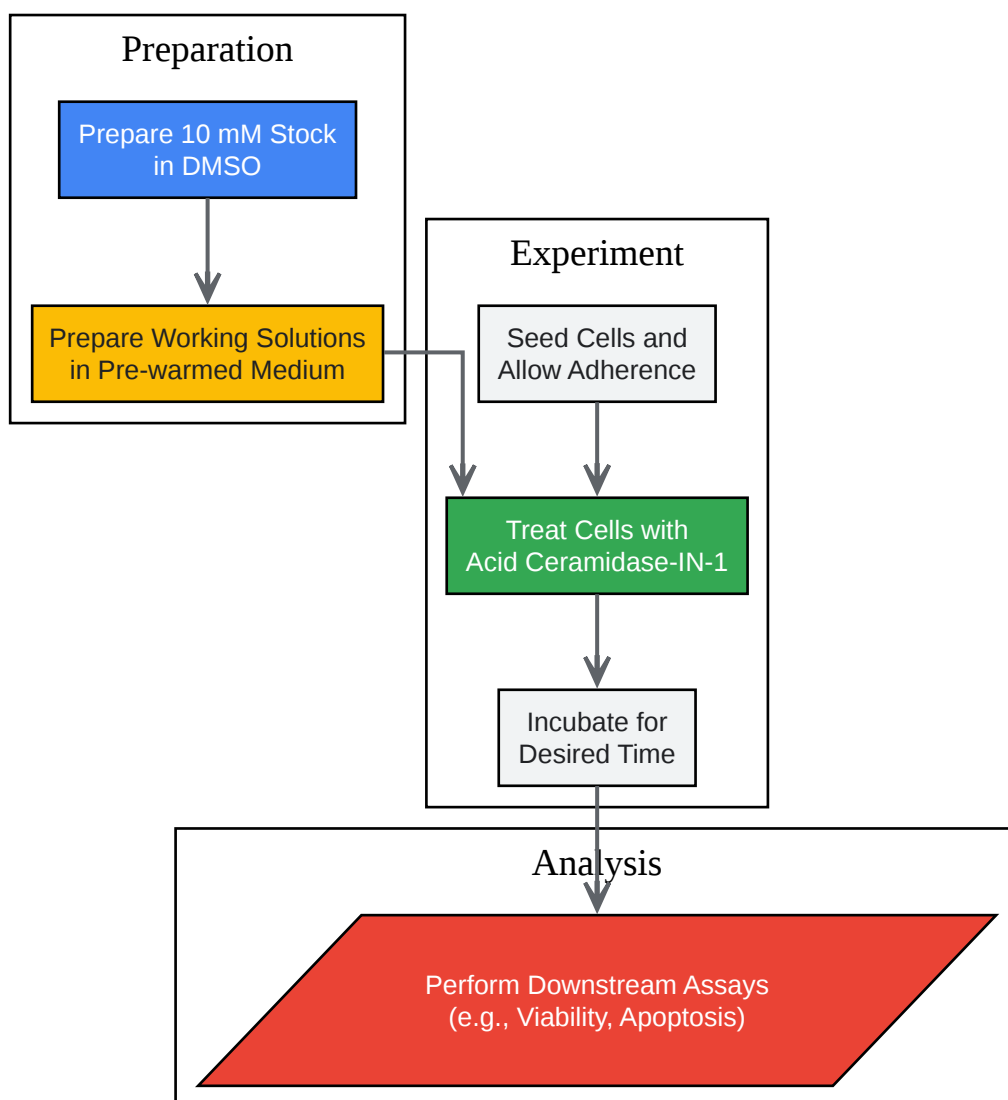 Preparation
Prepare 10 mM Stock
in DMSO
Prepare Working Solutions
in Pre-warmed Medium
Experiment
Seed Cells and
Allow Adherence
Treat Cells with
Acid Ceramidase-IN-1
Incubate for
Desired Time
Analysis
Perform Downstream Assays
(e.g., Viability, Apoptosis)